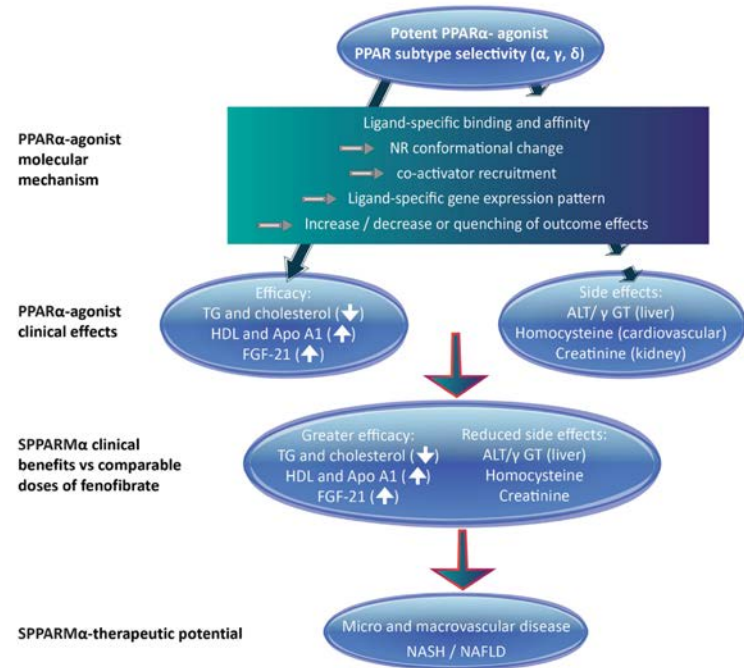 Potent PPARα- agonist
PPAR subtype selectivity (α, γ, δ)
PPARα-agonist
molecular
mechanism
Ligand-specific binding and affinity
NR conformational change
co-activator recruitment
Ligand-specific gene expression pattern
Increase / decrease or quenching of outcome effects
PPARα-agonist
clinical effects
Efficacy:
TG and cholesterol (↓)
HDL and Apo A1 (↑)
FGF-21 (↑)
Side effects:
ALT/ γ GT (liver)
Homocysteine (cardiovascular)
Creatinine (kidney)
SPPARMα clinical
benefits vs comparable
doses of fenofibrate
Greater efficacy:
TG and cholesterol (↓)
HDL and Apo A1 (↑)
FGF-21 (↑)
Reduced side effects:
ALT/γ GT (liver)
Homocysteine
Creatinine
SPPARMα-therapeutic potential
Micro and macrovascular disease
NASH / NAFLD